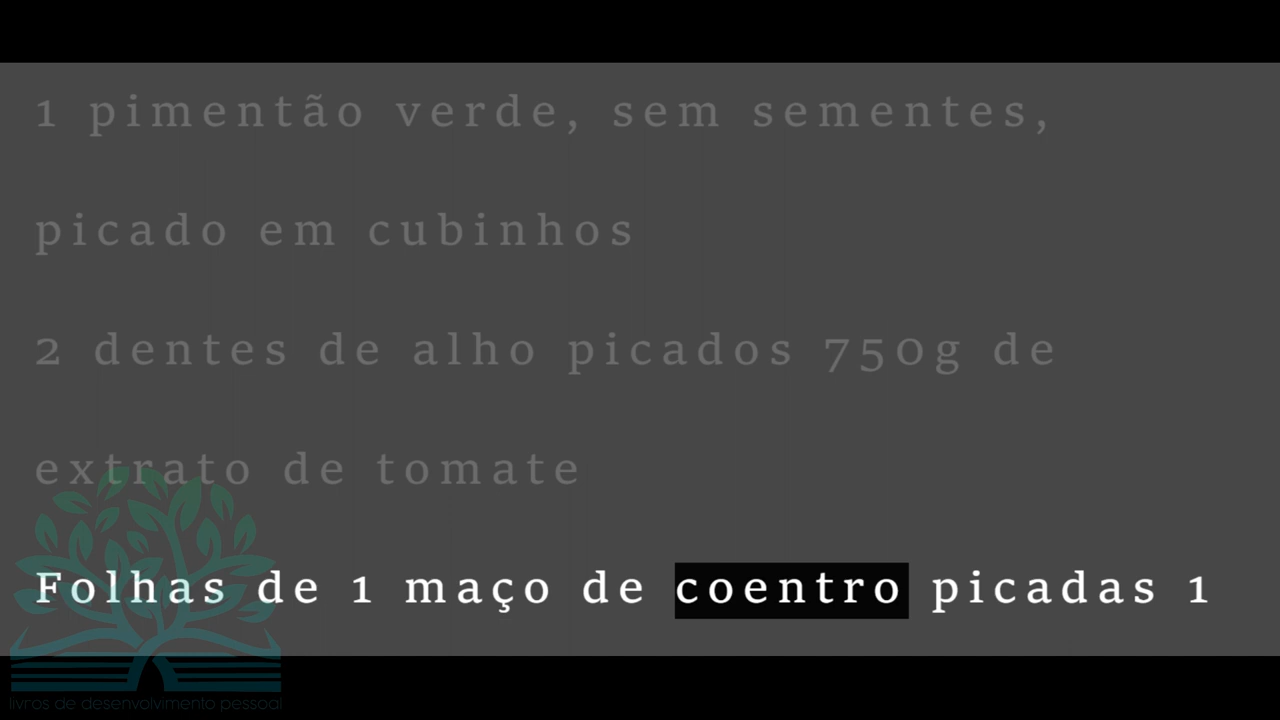 1 pimentão verde, sem sementes,
picado em cubinhos
2 dentes de alho picados 750g de
extrato de tomate
Folhas de 1 maço de coentro picadas 1
livros de desenvolvimento pessoal